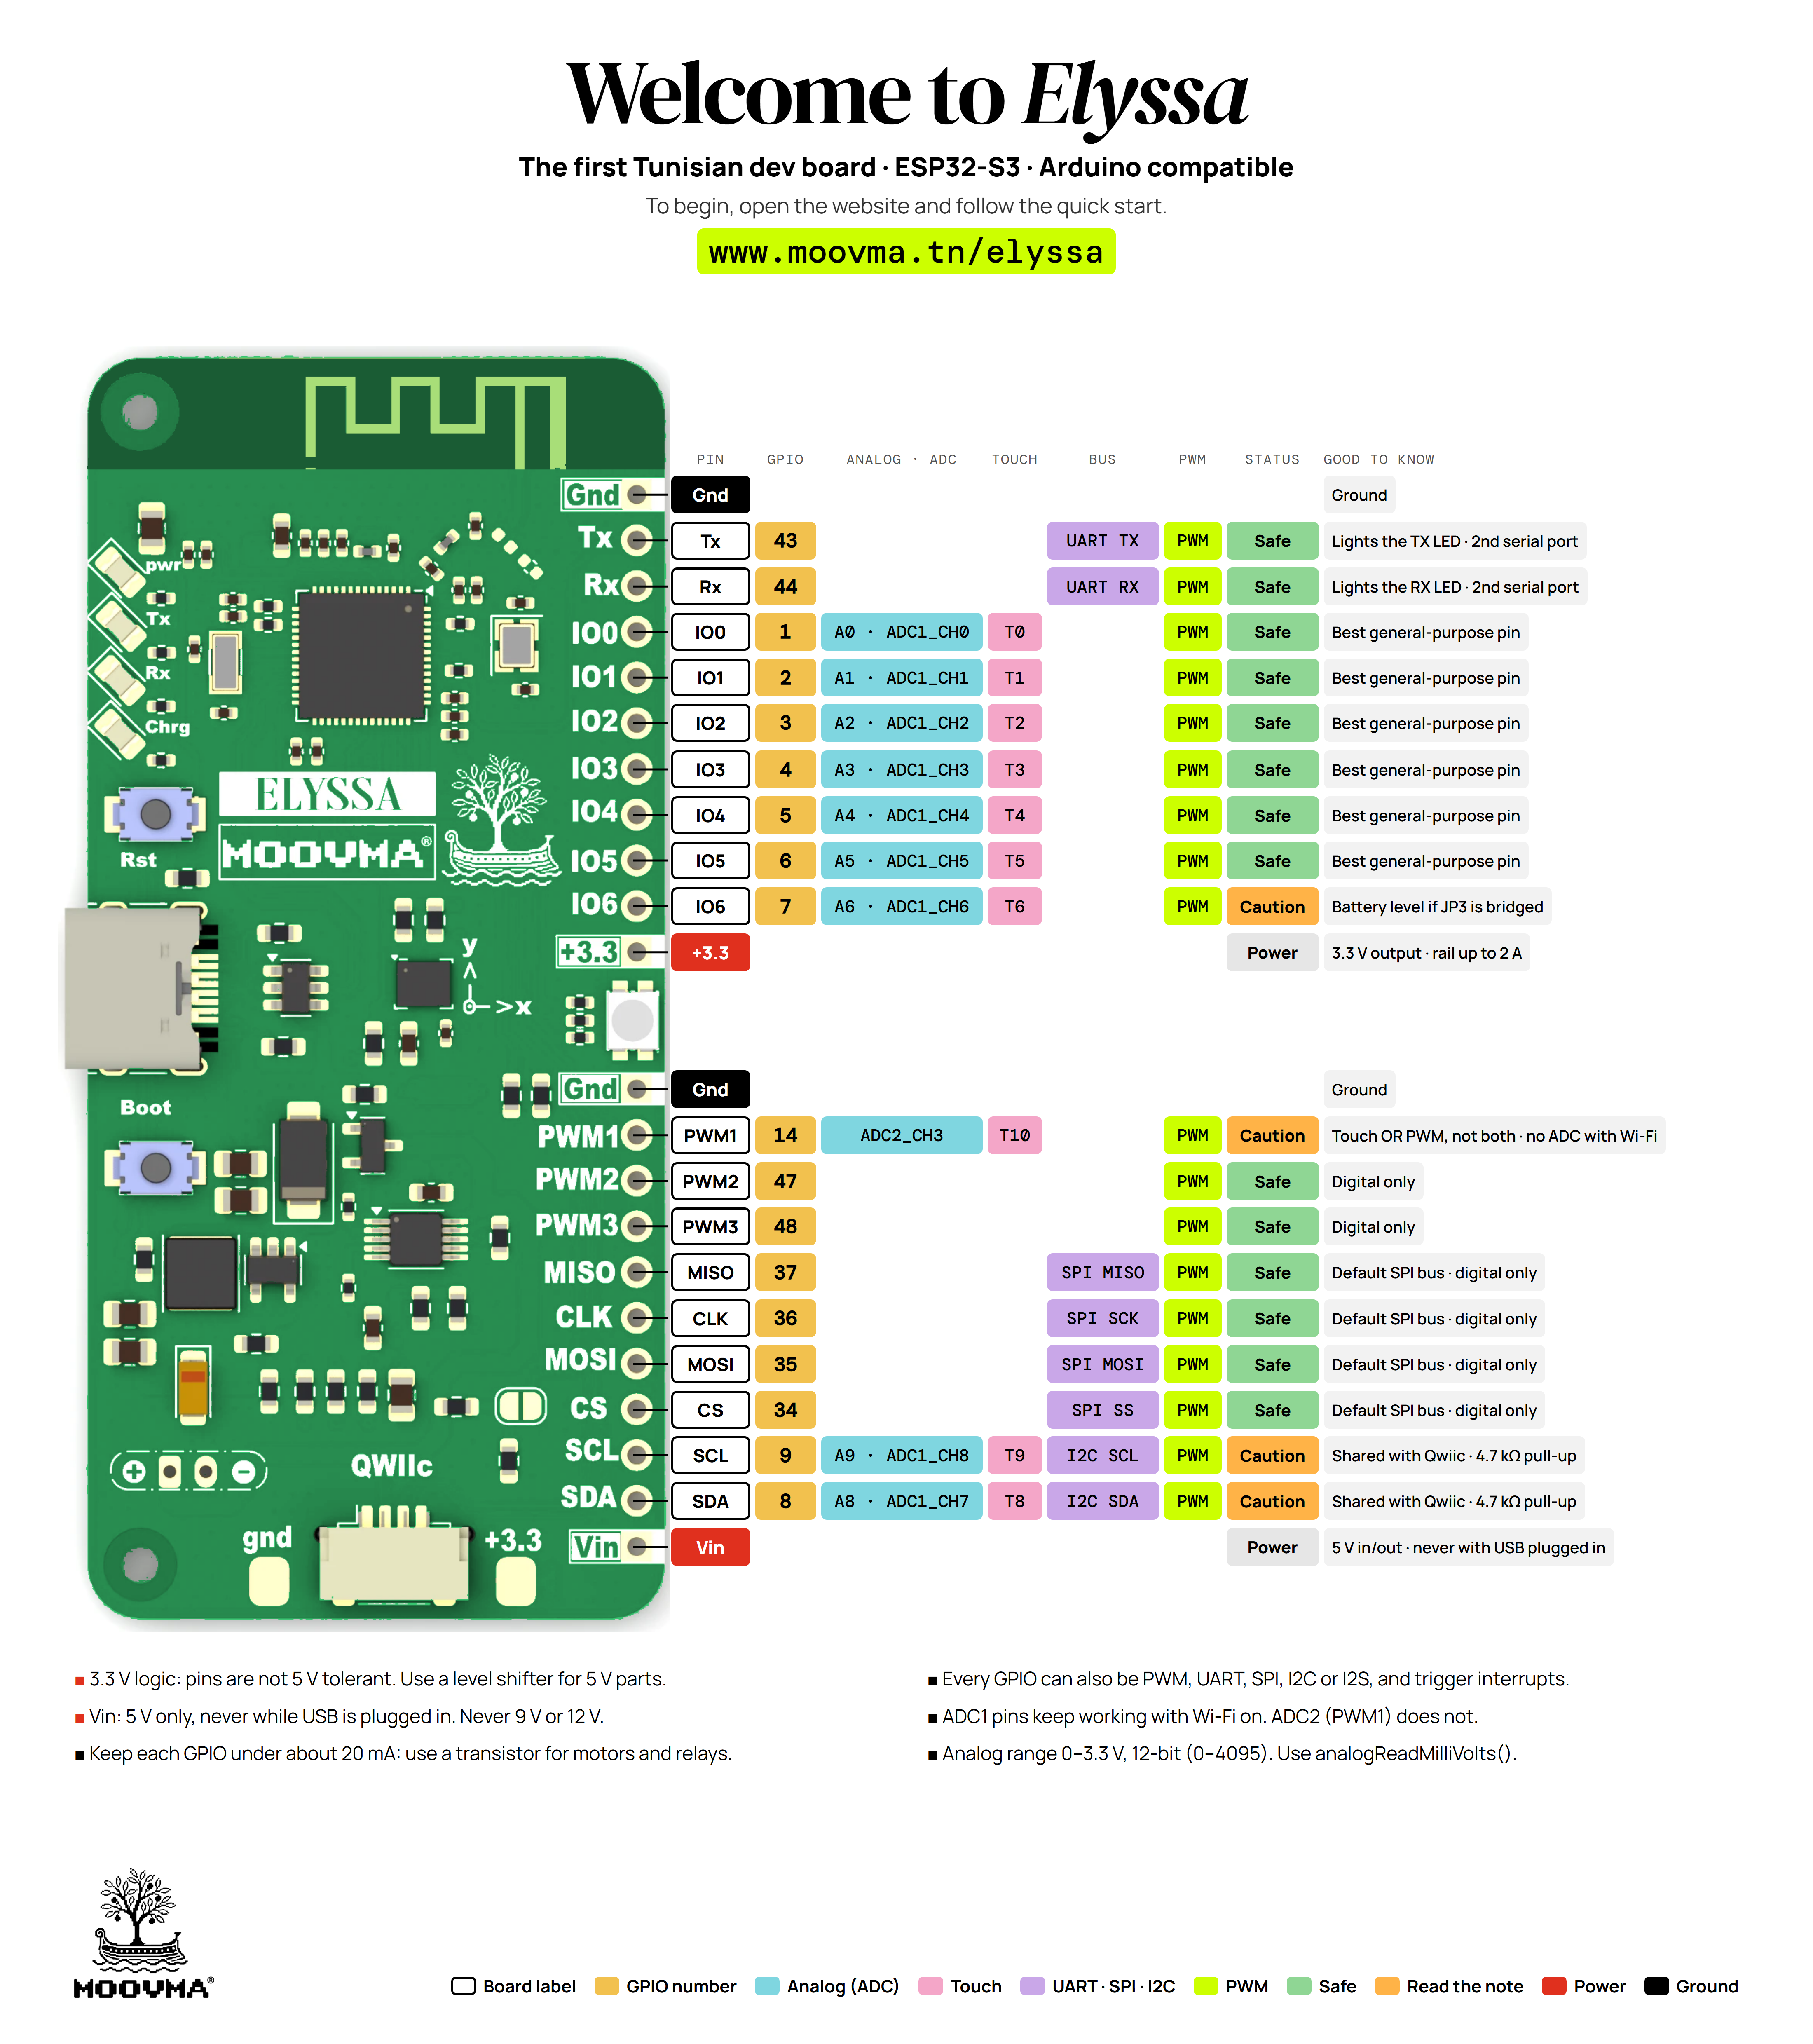 Welcome to Elyssa
The first Tunisian dev board · ESP32-S3 · Arduino compatible
To begin, open the website and follow the quick start.
www.moovma.tn/elyssa
PIN GPIO ANALOG · ADC TOUCH BUS PWM STATUS GOOD TO KNOW
Gnd Gnd Ground
Tx Tx 43 UART TX PWM Safe Lights the TX LED · 2nd serial port
Rx Rx 44 UART RX PWM Safe Lights the RX LED · 2nd serial port
IO0 IO0 1 A0 · ADC1_CH0 T0 PWM Safe Best general-purpose pin
IO1 IO1 2 A1 · ADC1_CH1 T1 PWM Safe Best general-purpose pin
IO2 IO2 3 A2 · ADC1_CH2 T2 PWM Safe Best general-purpose pin
IO3 IO3 4 A3 · ADC1_CH3 T3 PWM Safe Best general-purpose pin
IO4 IO4 5 A4 · ADC1_CH4 T4 PWM Safe Best general-purpose pin
IO5 IO5 6 A5 · ADC1_CH5 T5 PWM Safe Best general-purpose pin
IO6 IO6 7 A6 · ADC1_CH6 T6 PWM Caution Battery level if JP3 is bridged
+3.3 +3.3 Power 3.3 V output · rail up to 2 A
Gnd Gnd Ground
PWM1 PWM1 14 ADC2_CH3 T10 PWM Caution Touch OR PWM, not both · no ADC with Wi-Fi
PWM2 PWM2 47 PWM Safe Digital only
PWM3 PWM3 48 PWM Safe Digital only
MISO MISO 37 SPI MISO PWM Safe Default SPI bus · digital only
CLK CLK 36 SPI SCK PWM Safe Default SPI bus · digital only
MOSI MOSI 35 SPI MOSI PWM Safe Default SPI bus · digital only
CS CS 34 SPI SS PWM Safe Default SPI bus · digital only
SCL SCL 9 A9 · ADC1_CH8 T9 I2C SCL PWM Caution Shared with Qwiic · 4.7 kΩ pull-up
SDA SDA 8 A8 · ADC1_CH7 T8 I2C SDA PWM Caution Shared with Qwiic · 4.7 kΩ pull-up
Vin Vin Power 5 V in/out · never with USB plugged in
pwr
Tx
Rx
Chrg
ELYSSA
MOOVMA®
Rst
y
>x
Boot
QWIIc
+ −
gnd +3.3
3.3 V logic: pins are not 5 V tolerant. Use a level shifter for 5 V parts.
Vin: 5 V only, never while USB is plugged in. Never 9 V or 12 V.
Keep each GPIO under about 20 mA: use a transistor for motors and relays.
Every GPIO can also be PWM, UART, SPI, I2C or I2S, and trigger interrupts.
ADC1 pins keep working with Wi-Fi on. ADC2 (PWM1) does not.
Analog range 0–3.3 V, 12-bit (0–4095). Use analogReadMilliVolts().
MOOVMA®
Board label GPIO number Analog (ADC) Touch UART · SPI · I2C PWM Safe Read the note Power Ground